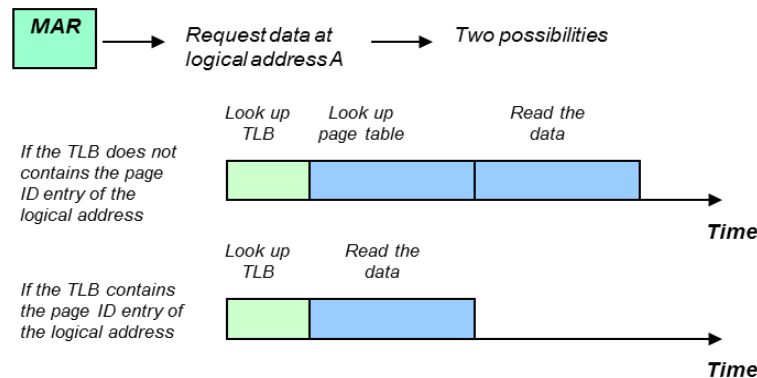 MAR
Request data at
logical address A
Two possibilities
Look up
TLB
Look up
page table
Read the
data
If the TLB does not
contains the page
ID entry of the
logical address
Time
Look up
TLB
Read the
data
If the TLB contains
the page ID entry of
the logical address
Time